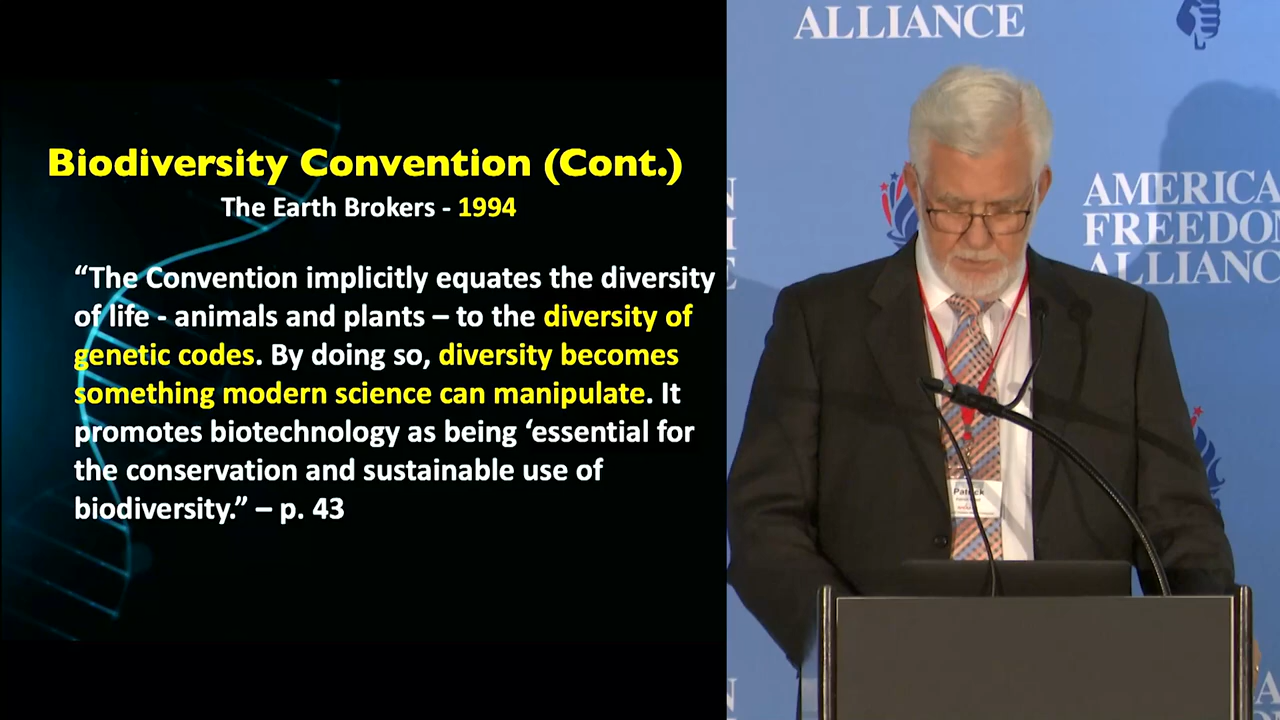 Biodiversity Convention (Cont.)
The Earth Brokers - 1994
“The Convention implicitly equates the diversity
of life - animals and plants – to the diversity of
genetic codes. By doing so, diversity becomes
something modern science can manipulate. It
promotes biotechnology as being ‘essential for
the conservation and sustainable use of
biodiversity.” – p. 43
ALLIANCE
AMERICA
FREEDOM
ALLIANC
Patrick